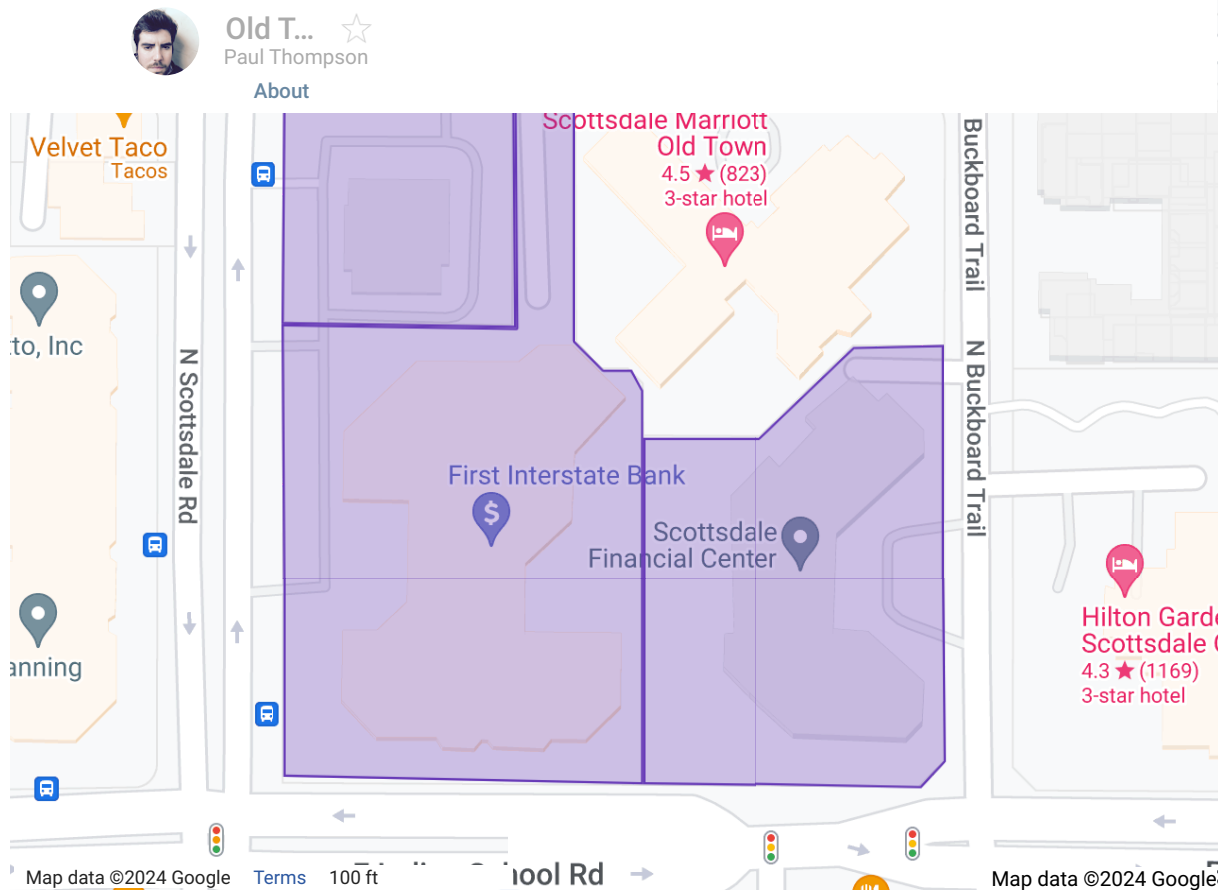 Old T...
Paul Thompson
About
Scottsdale Marriott
Old Town
4.5 ★ (823)
3-star hotel
Velvet Taco
Tacos
Buckboard Trail
tto, Inc
N Scottsdale Rd
N Buckboard Trail
First Interstate Bank
$
Scottsdale
Financial Center
Hilton Garde
Scottsdale
4.3 ★ (1169)
3-star hotel
anning
hool Rd
Map data ©2024 Google
Terms
100 ft
Map data ©2024 Google